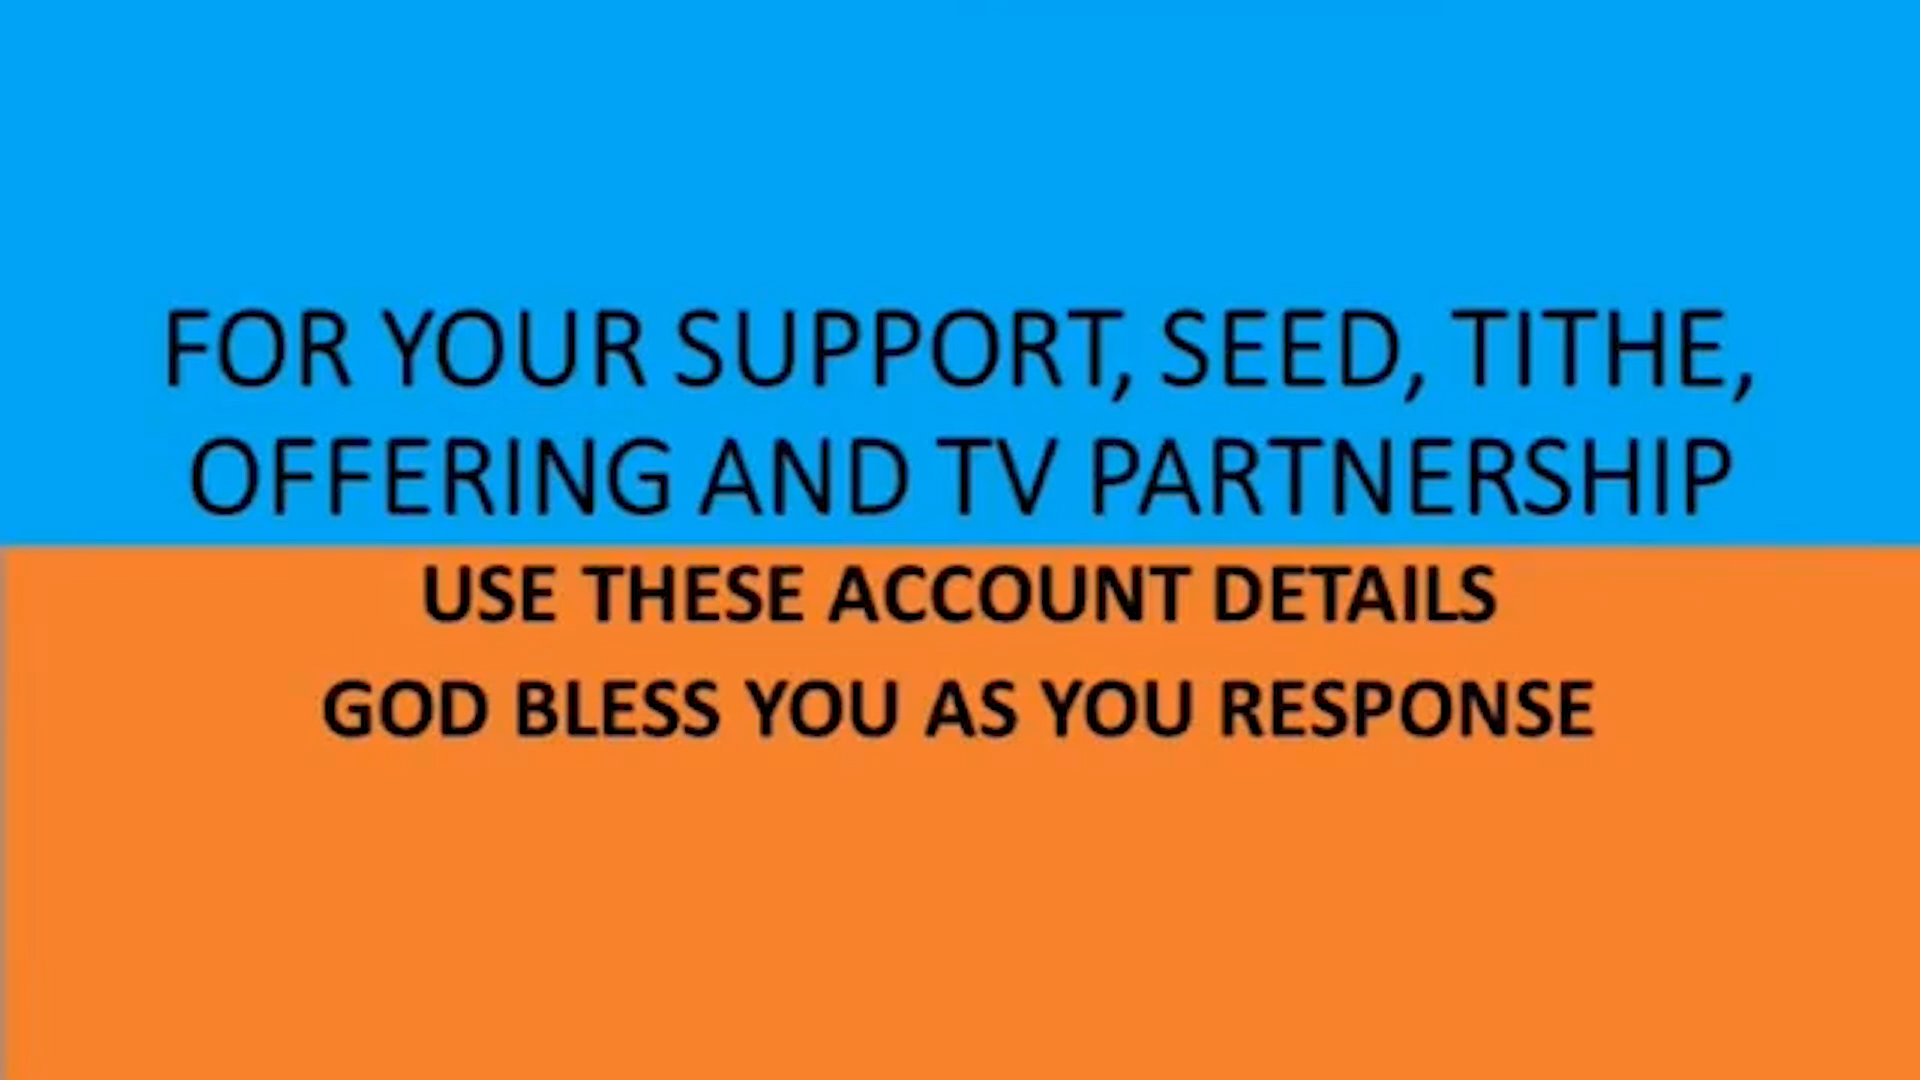 FOR YOUR SUPPORT, SEED, TITHE,
OFFERING AND TV PARTNERSHIP
USE THESE ACCOUNT DETAILS
GOD BLESS YOU AS YOU RESPONSE